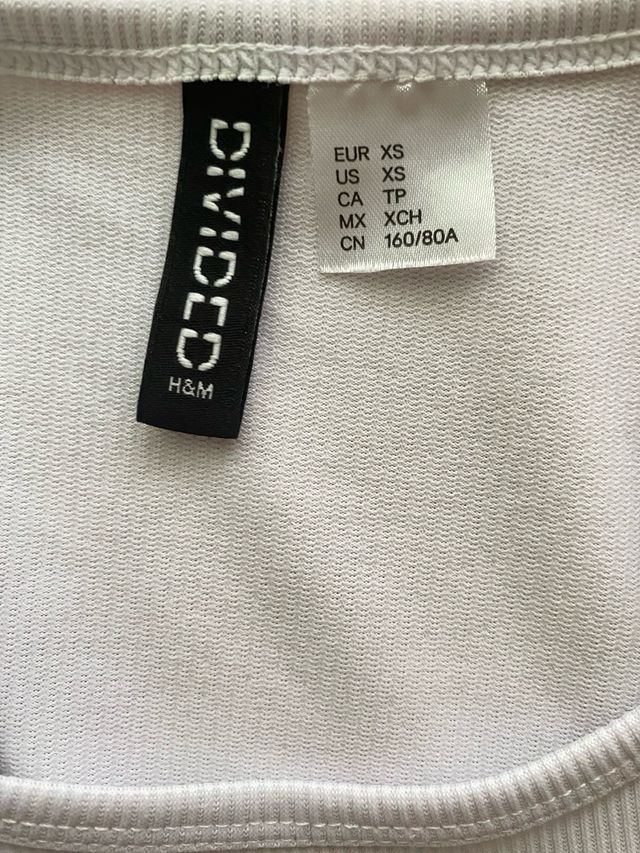 DIVIDED
H&M
EUR XS
US XS
CA TP
MX XCH
CN 160/80A